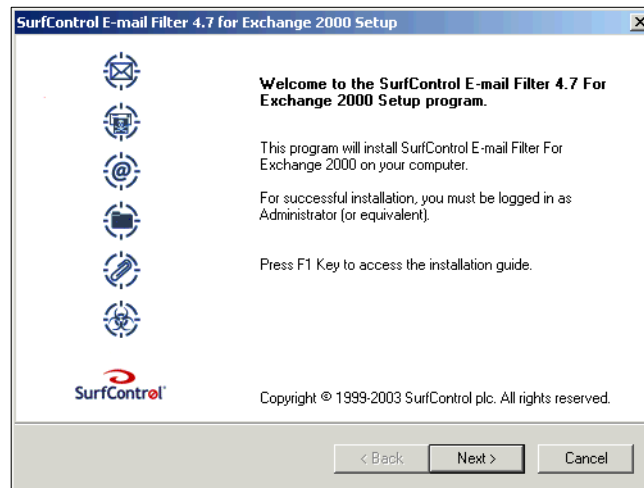 SurfControl E-mail Filter 4.7 for Exchange 2000 Setup
Welcome to the SurfControl E-mail Filter 4.7 For
Exchange 2000 Setup program.
This program will install SurfControl E-mail Filter For
Exchange 2000 on your computer.
For successful installation, you must be logged in as
Administrator (or equivalent).
Press F1 Key to access the installation guide.
SurfControl
Copyright © 1999-2003 SurfControl plc. All rights reserved.
< Back
Next >
Cancel